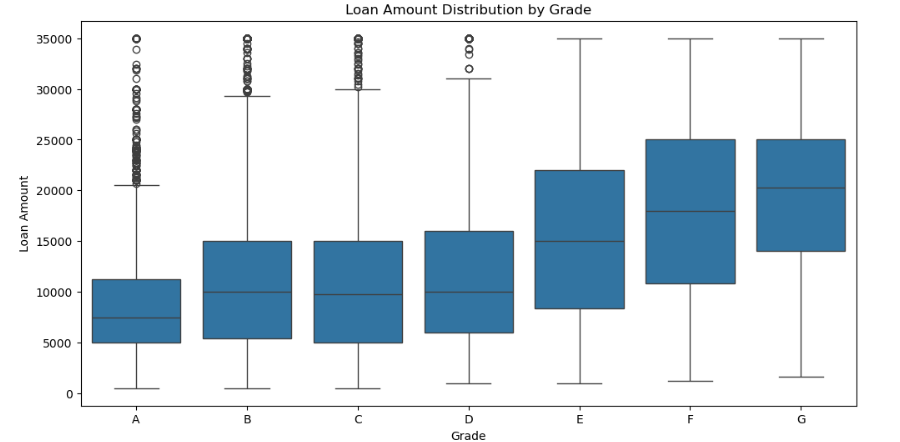 Loan Amount Distribution by Grade
35000
30000
25000
20000
15000
10000
5000
0
Loan Amount
A B C D E F G
Grade